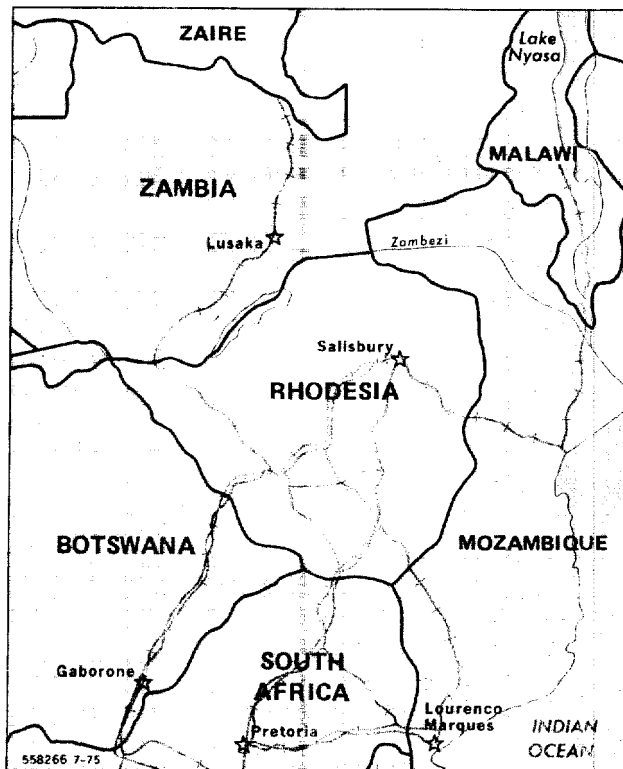 ZAIRE
Lake
Nyasa
MALAWI
ZAMBIA
Lusaka
Zambezi
Salisbury
RHODESIA
BOTSWANA
MOZAMBIQUE
SOUTH
AFRICA
Gaborone
Lourenco
Marques
Pretoria
INDIAN
OCEAN
558266 7-75